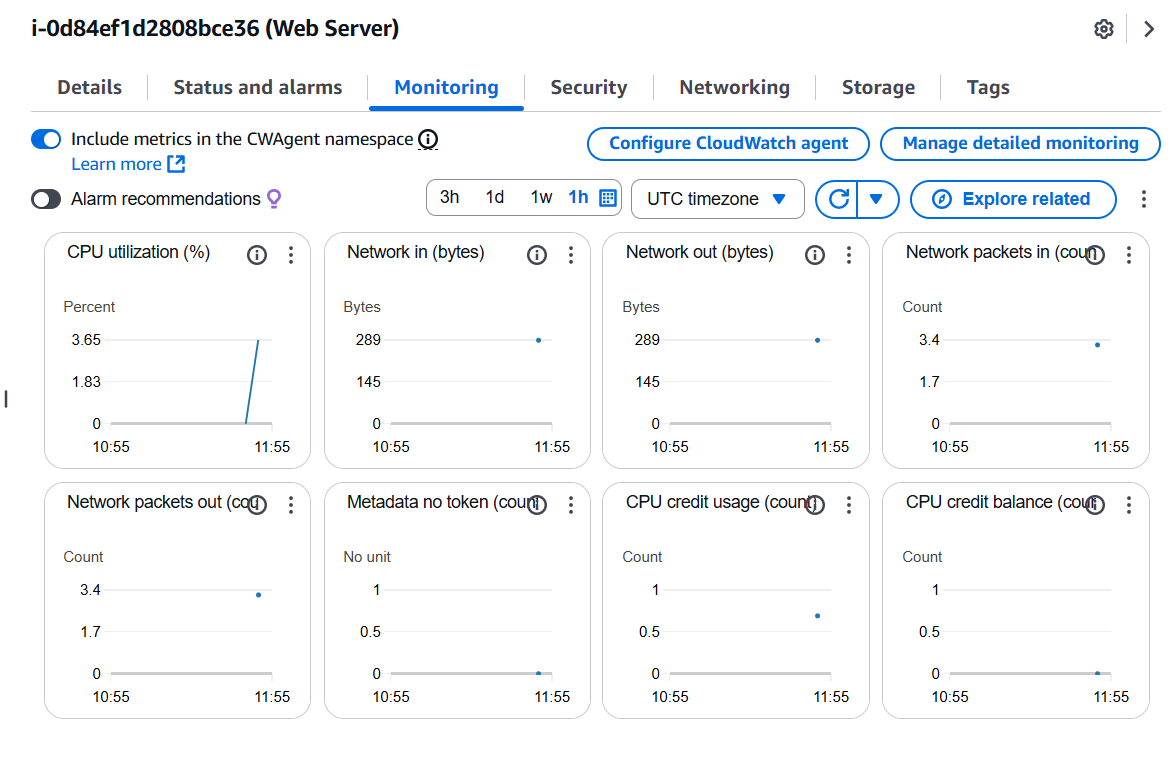 i-0d84ef1d2808bce36 (Web Server)
Details Status and alarms Monitoring Security Networking Storage Tags
Include metrics in the CWAgent namespace
Learn more
Configure CloudWatch agent Manage detailed monitoring
Alarm recommendations
3h 1d 1w 1h UTC timezone Explore related
CPU utilization (%)
Percent
3.65
1.83
0
10:55 11:55
Network in (bytes)
Bytes
289
145
0
10:55 11:55
Network out (bytes)
Bytes
289
145
0
10:55 11:55
Network packets in (coun
Count
3.4
1.7
0
10:55 11:55
Network packets out (cou
Count
3.4
1.7
0
10:55 11:55
Metadata no token (coun
No unit
1
0.5
0
10:55 11:55
CPU credit usage (count)
Count
1
0.5
0
10:55 11:55
CPU credit balance (cou
Count
1
0.5
0
10:55 11:55